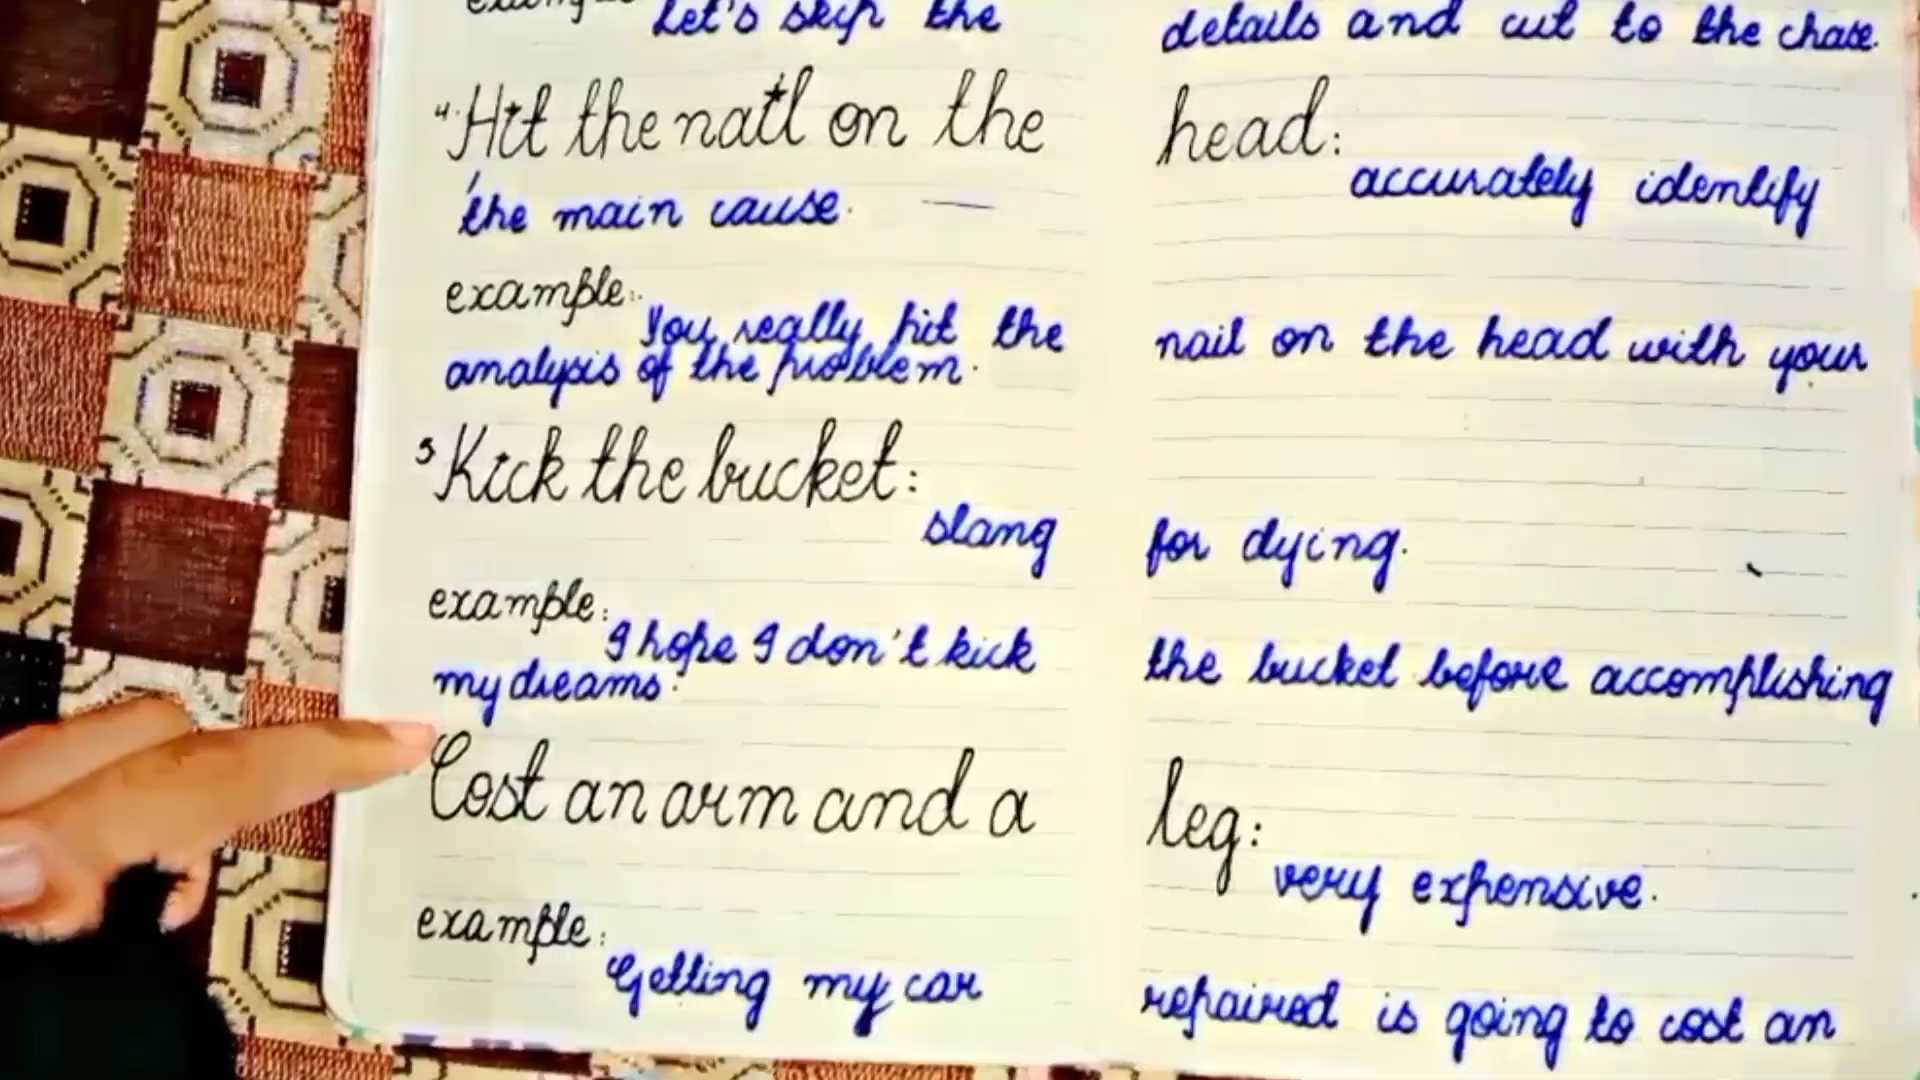 example: Let's skip the details and cut to the chase.
4. Hit the nail on the head: accurately identify
the main cause.
example: You really hit the nail on the head with your
analysis of the problem.
5 Kick the bucket: slang for dying.
example: I hope I don't kick the bucket before accomplishing
my dreams.
Cost an arm and a leg: very expensive.
example: Getting my car repaired is going to cost an